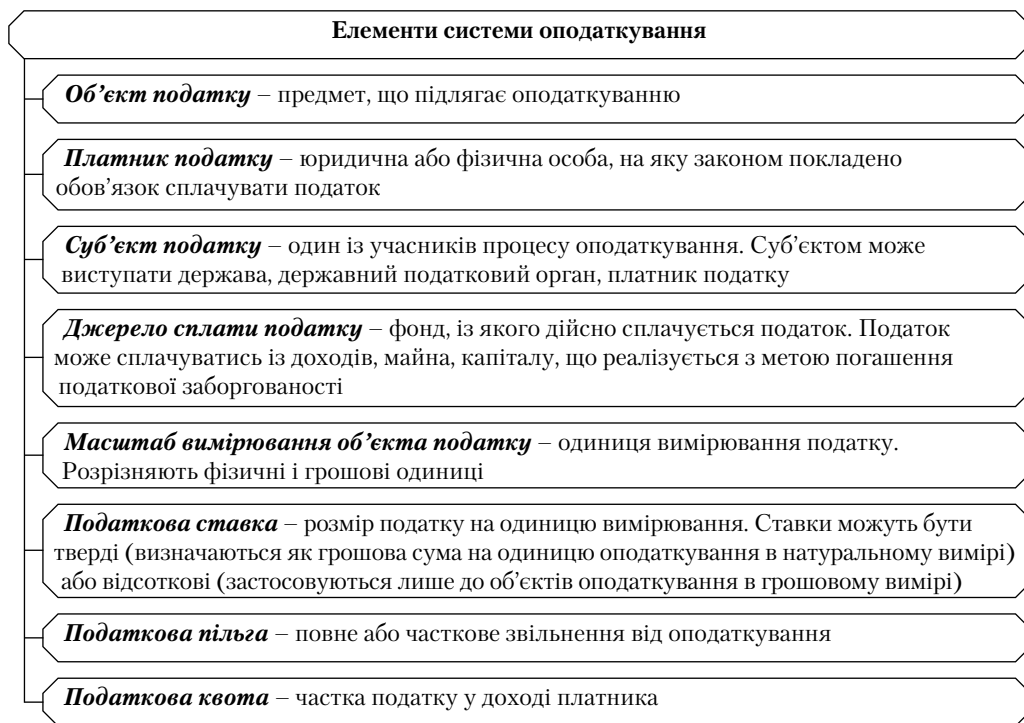 Елементи системи оподаткування
Об’єкт податку – предмет, що підлягає оподаткуванню
Платник податку – юридична або фізична особа, на яку законом покладено
обов’язок сплачувати податок
Суб’єкт податку – один із учасників процесу оподаткування. Суб’єктом може
виступати держава, державний податковий орган, платник податку
Джерело сплати податку – фонд, із якого дійсно сплачується податок. Податок
може сплачуватись із доходів, майна, капіталу, що реалізується з метою погашення
податкової заборгованості
Масштаб вимірювання об’єкта податку – одиниця вимірювання податку.
Розрізняють фізичні і грошові одиниці
Податкова ставка – розмір податку на одиницю вимірювання. Ставки можуть бути
тверді (визначаються як грошова сума на одиницю оподаткування в натуральному вимірі)
або відсоткові (застосовуються лише до об’єктів оподаткування в грошовому вимірі)
Податкова пільга – повне або часткове звільнення від оподаткування
Податкова квота – частка податку у доході платника